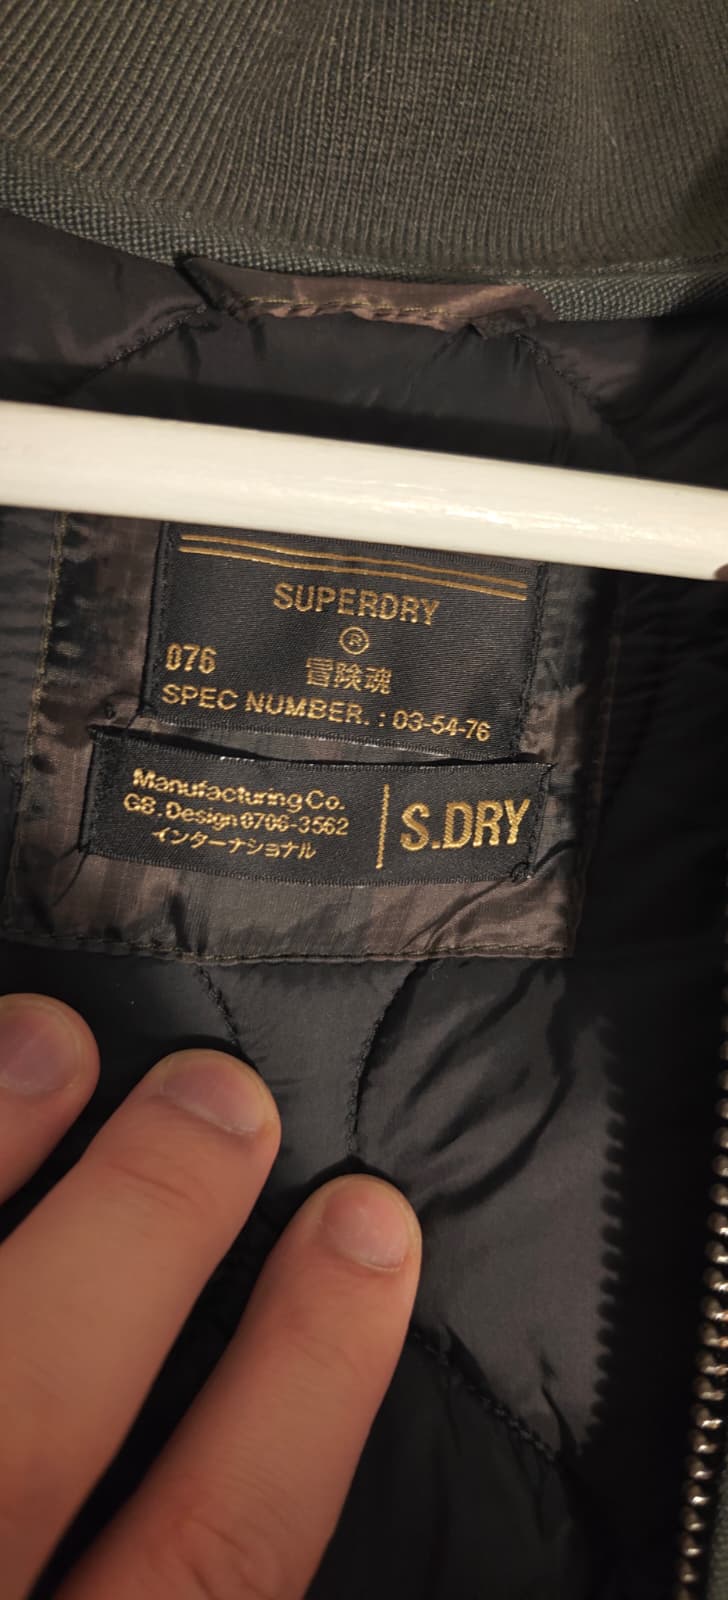 SUPERDRY
®
076
冒険魂
SPEC NUMBER. : 03-54-76
Manufacturing Co.
GB. Design 0706-3562
インターナショナル
S.DRY